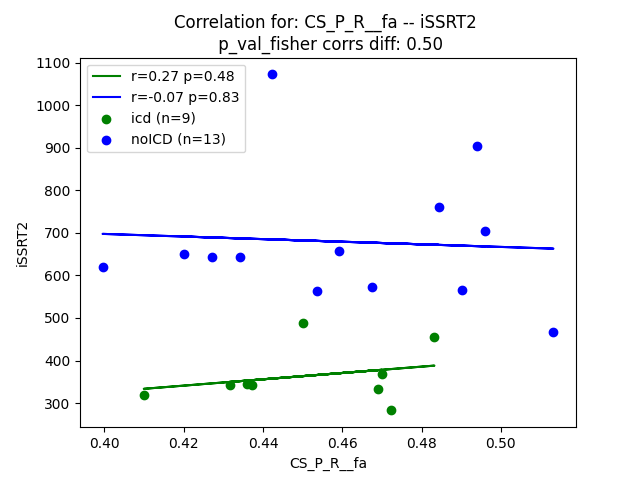 Correlation for: CS_P_R__fa -- iSSRT2
p_val_fisher corrs diff: 0.50
r=0.27 p=0.48
r=-0.07 p=0.83
icd (n=9)
noICD (n=13)
1100
1000
900
800
700
600
500
400
300
iSSRT2
0.40 0.42 0.44 0.46 0.48 0.50
CS_P_R__fa